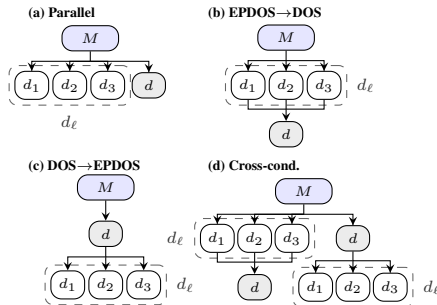 (a) Parallel
M
d₁ d₂ d₃ d
dℓ
(b) EPDOS→DOS
M
d₁ d₂ d₃ dℓ
d
(c) DOS→EPDOS
M
d
d₁ d₂ d₃ dℓ
(d) Cross-cond.
M
dℓ d₁ d₂ d₃ d
d d₁ d₂ d₃ dℓ